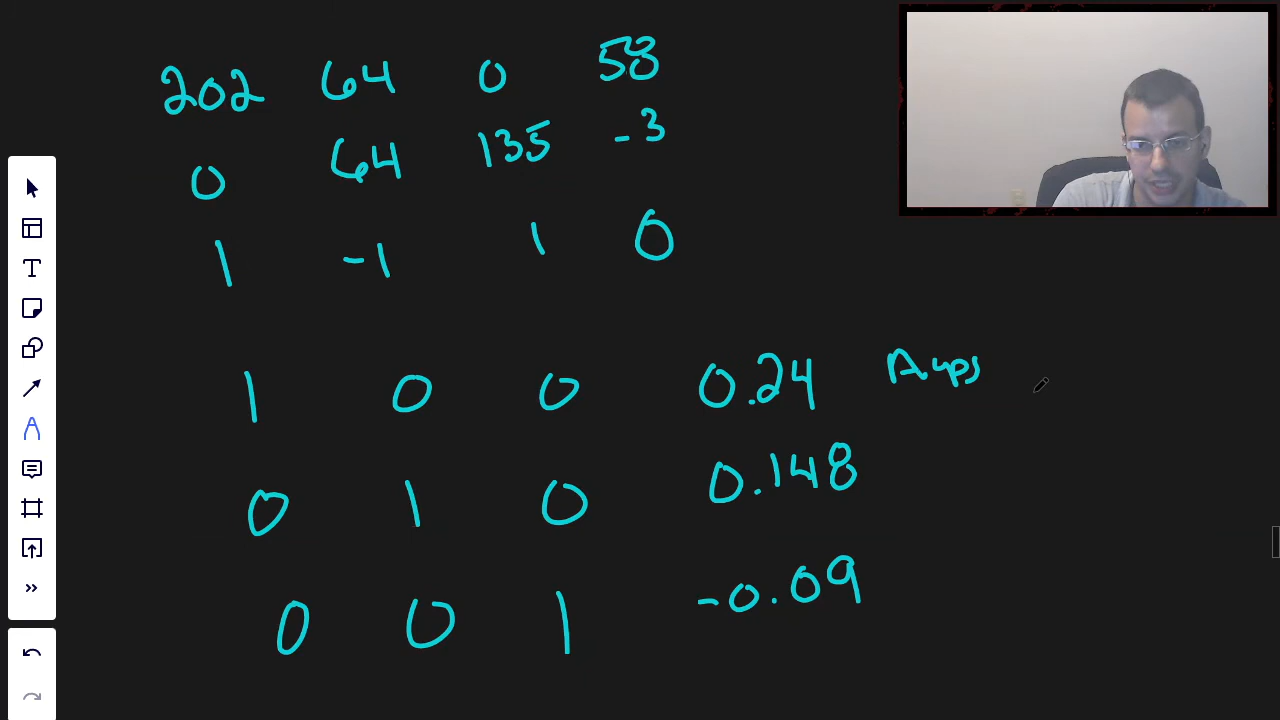 202 64 0 58
0 64 135 -3
1 -1 1 0
1 0 0 0.24 Amps
0 1 0 0.148
0 0 1 -0.09